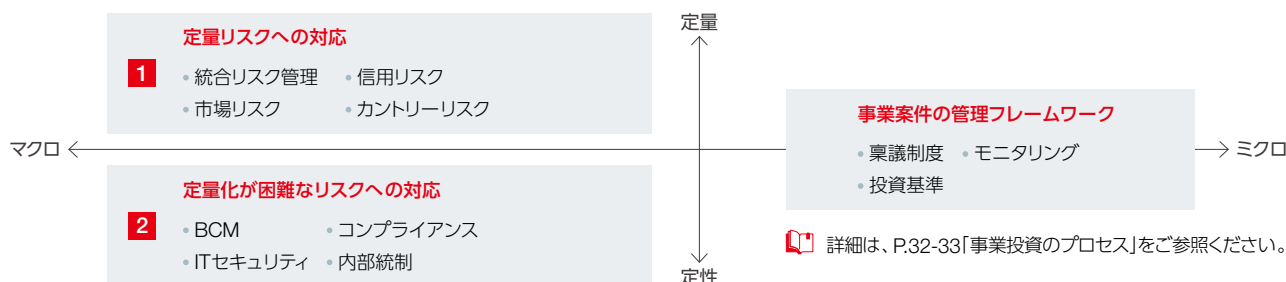 定量
定量リスクへの対応
1
• 統合リスク管理 • 信用リスク
• 市場リスク • カントリーリスク
事業案件の管理フレームワーク
• 稟議制度 • モニタリング
• 投資基準
マクロ
ミクロ
定量化が困難なリスクへの対応
2
• BCM • コンプライアンス
• ITセキュリティ • 内部統制
詳細は、P.32-33「事業投資のプロセス」をご参照ください。
定性